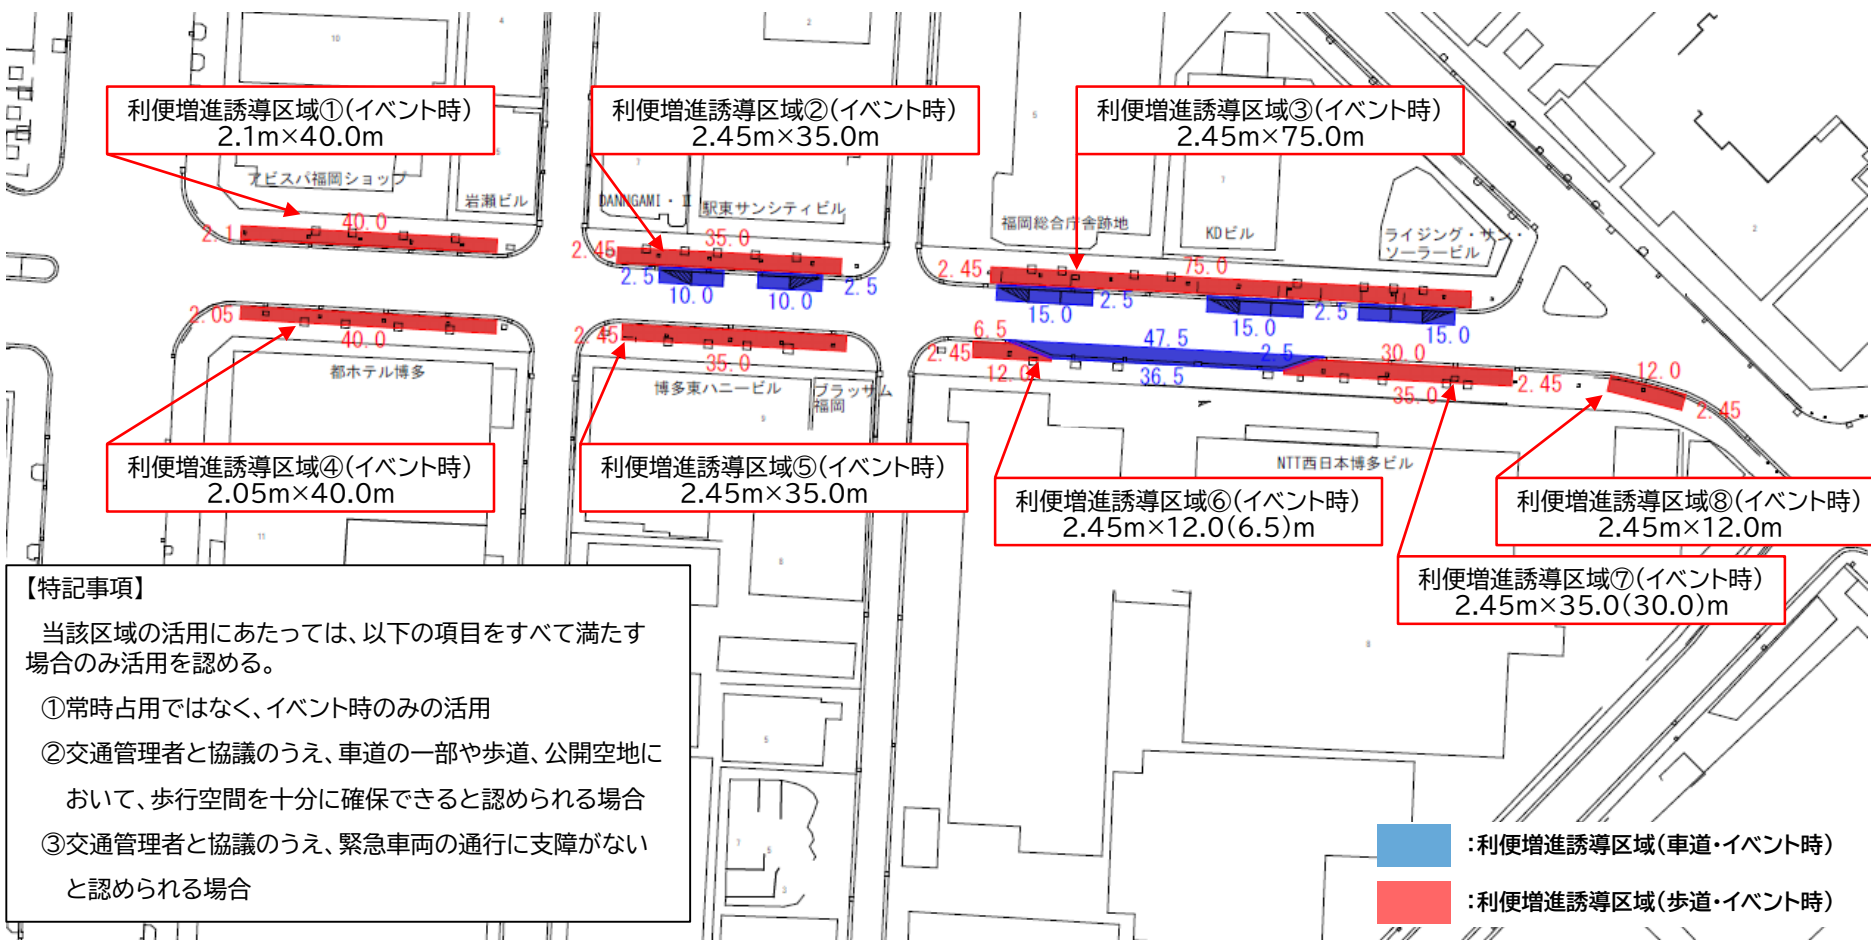 利便増進誘導区域①(イベント時)
2.1m×40.0m
利便増進誘導区域②(イベント時)
2.45m×35.0m
利便増進誘導区域③(イベント時)
2.45m×75.0m
アビスパ福岡ショップ
岩瀬ビル
DANNGAMI・Ⅱ
駅東サンシティビル
福岡総合庁舎跡地
KDビル
ライジング・サン・
ソーラービル
2.1
40.0
2.45
35.0
2.5
10.0
10.0
2.5
2.45
75.0
15.0
2.5
15.0
2.5
15.0
2.05
40.0
都ホテル博多
2.45
35.0
博多東ハニービル
ブラッサム
福岡
6.5
2.45
12.0
47.5
2.5
36.5
30.0
35.0
2.45
12.0
2.45
NTT西日本博多ビル
利便増進誘導区域④(イベント時)
2.05m×40.0m
利便増進誘導区域⑤(イベント時)
2.45m×35.0m
利便増進誘導区域⑥(イベント時)
2.45m×12.0(6.5)m
利便増進誘導区域⑧(イベント時)
2.45m×12.0m
利便増進誘導区域⑦(イベント時)
2.45m×35.0(30.0)m
【特記事項】
当該区域の活用にあたっては、以下の項目をすべて満たす
場合のみ活用を認める。
①常時占用ではなく、イベント時のみの活用
②交通管理者と協議のうえ、車道の一部や歩道、公開空地に
おいて、歩行空間を十分に確保できると認められる場合
③交通管理者と協議のうえ、緊急車両の通行に支障がない
と認められる場合
:利便増進誘導区域(車道・イベント時)
:利便増進誘導区域(歩道・イベント時)